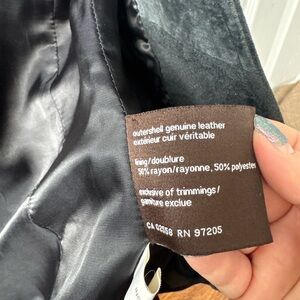 outershell genuine leather
extérieur cuir véritable
lining/doublure
50% rayon/rayonne, 50% polyester
exclusive of trimmings/
garniture exclue
CA 02558 RN 97205